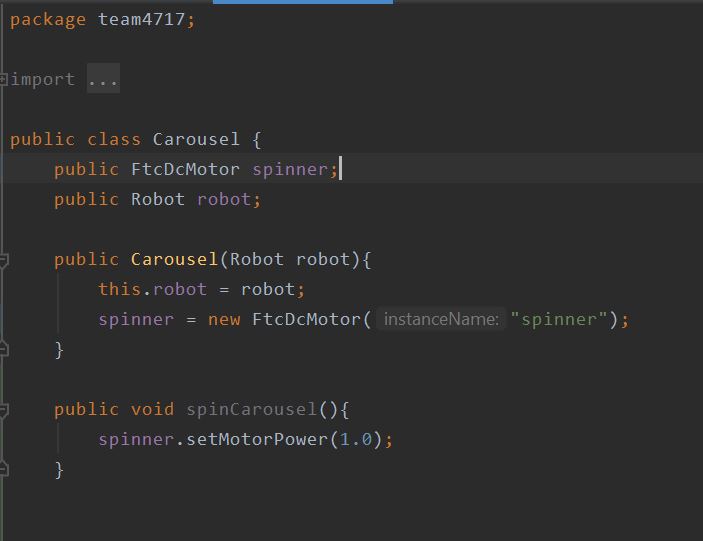 package team4717;
import ...
public class Carousel {
public FtcDcMotor spinner;
public Robot robot;
public Carousel(Robot robot){
this.robot = robot;
spinner = new FtcDcMotor( instanceName: "spinner");
}
public void spinCarousel(){
spinner.setMotorPower(1.0);
}